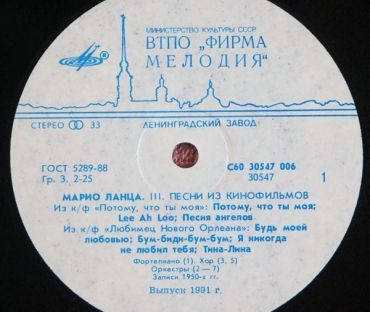 МИНИСТЕРСТВО КУЛЬТУРЫ СССР
ВТПО „ФИРМА
МЕЛОДИЯ“
СТЕРЕО 33
ЛЕНИНГРАДСКИЙ ЗАВОД
ГОСТ 5289-88
Гр. 3. 2-25
С60 30547 006
30547
1
МАРИО ЛАНЦА. III. ПЕСНИ ИЗ КИНОФИЛЬМОВ
Из к/ф «Потому, что ты моя»: Потому, что ты моя;
Lee Ah Loo; Песня ангелов
Из к/ф «Любимец Нового Орлеана»: Будь моей
любовью; Бум-биди-бум-бум; Я никогда
не любил тебя; Тина-Лина
Фортепиано (1). Хор (3, 5)
Оркестры (2—7)
Записи 1950-х гг.
Выпуск 1991 г.